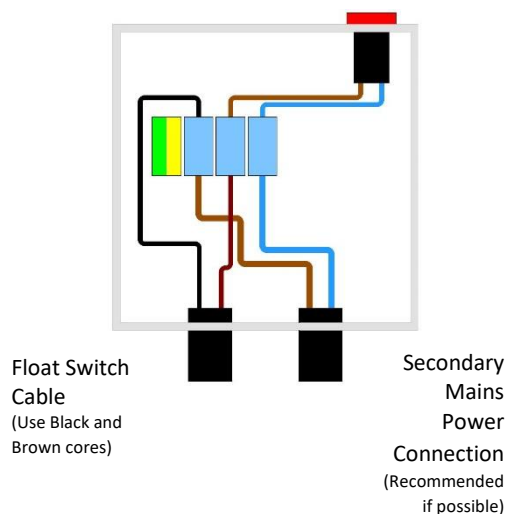 Float Switch
Cable
(Use Black and
Brown cores)
Secondary
Mains
Power
Connection
(Recommended
if possible)